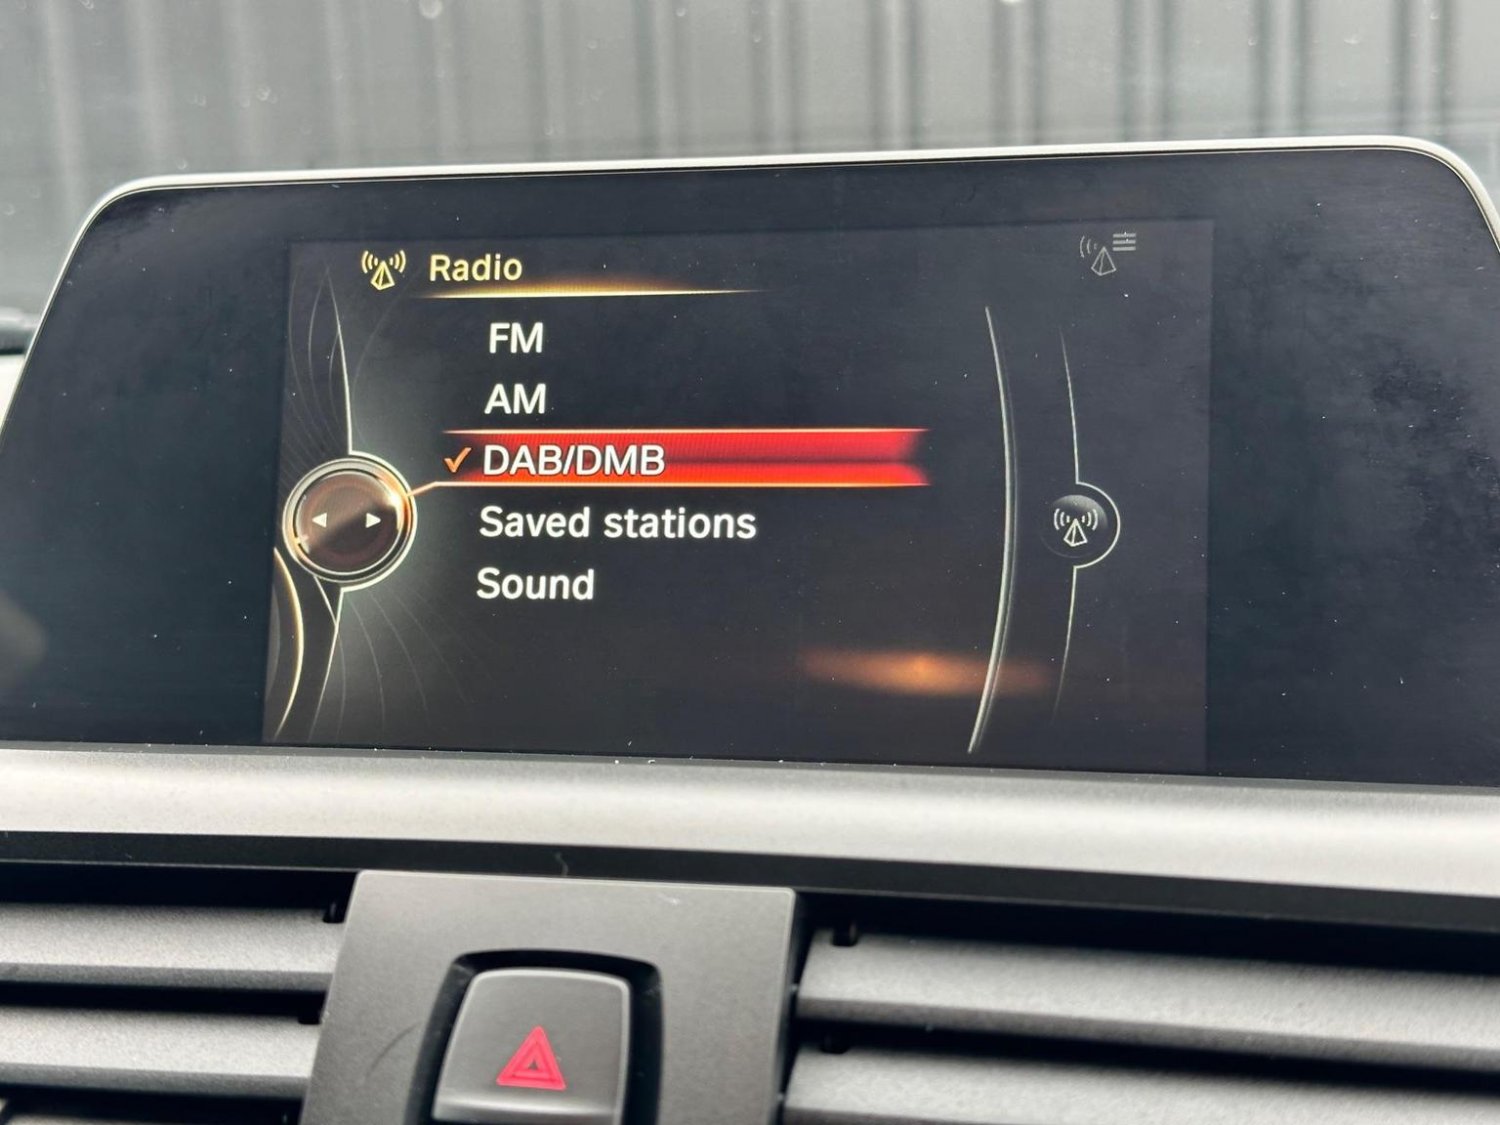 Radio
FM
AM
DAB/DMB
Saved stations
Sound